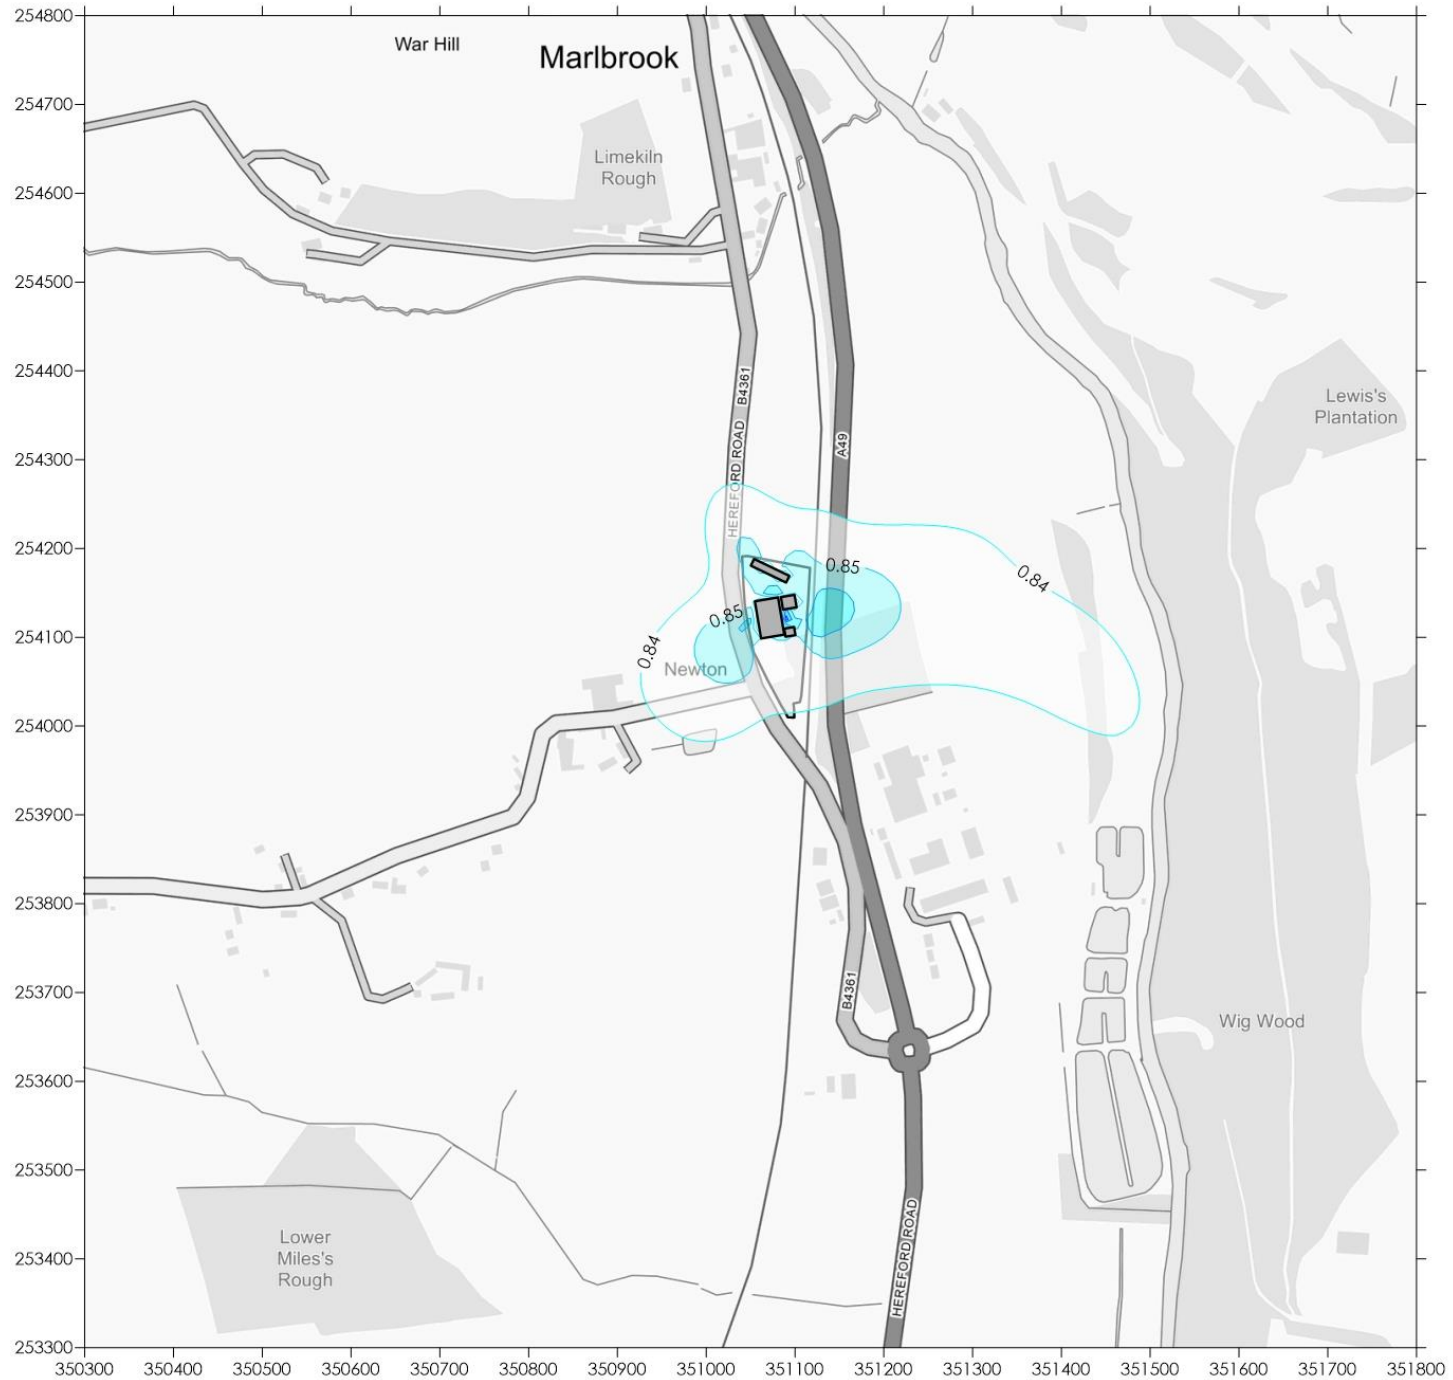 254800
War Hill
Marlbrook
254700
Limekiln
Rough
254600
254500
254400
B4361
Lewis's
Plantation
HEREFORD ROAD
A49
254300
HEREFORD ROAD
254200
0.85
0.84
0.85
254100
0.84
Newton
254000
253900
253800
253700
B4361
Wig Wood
253600
253500
Lower
Miles's
Rough
253400
HEREFORD ROAD
253300
350300 350400 350500 350600 350700 350800 350900 351000 351100 351200 351300 351400 351500 351600 351700 351800